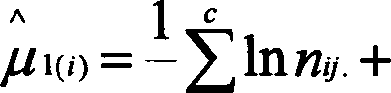 μ̂ 1(i) = 1/ — ∑ c ln nij. +